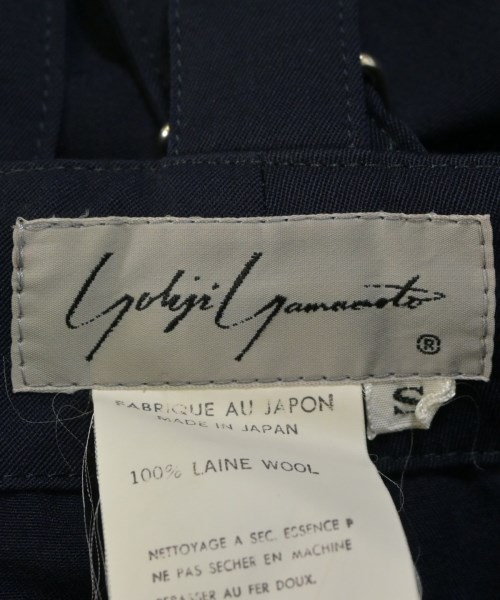 Yohji Yamamoto
®
S
FABRIQUE AU JAPON
MADE IN JAPAN
100% LAINE WOOL
NETTOYAGE A SEC. ESSENCE P
NE PAS SECHER EN MACHINE
REPASSER AU FER DOUX.